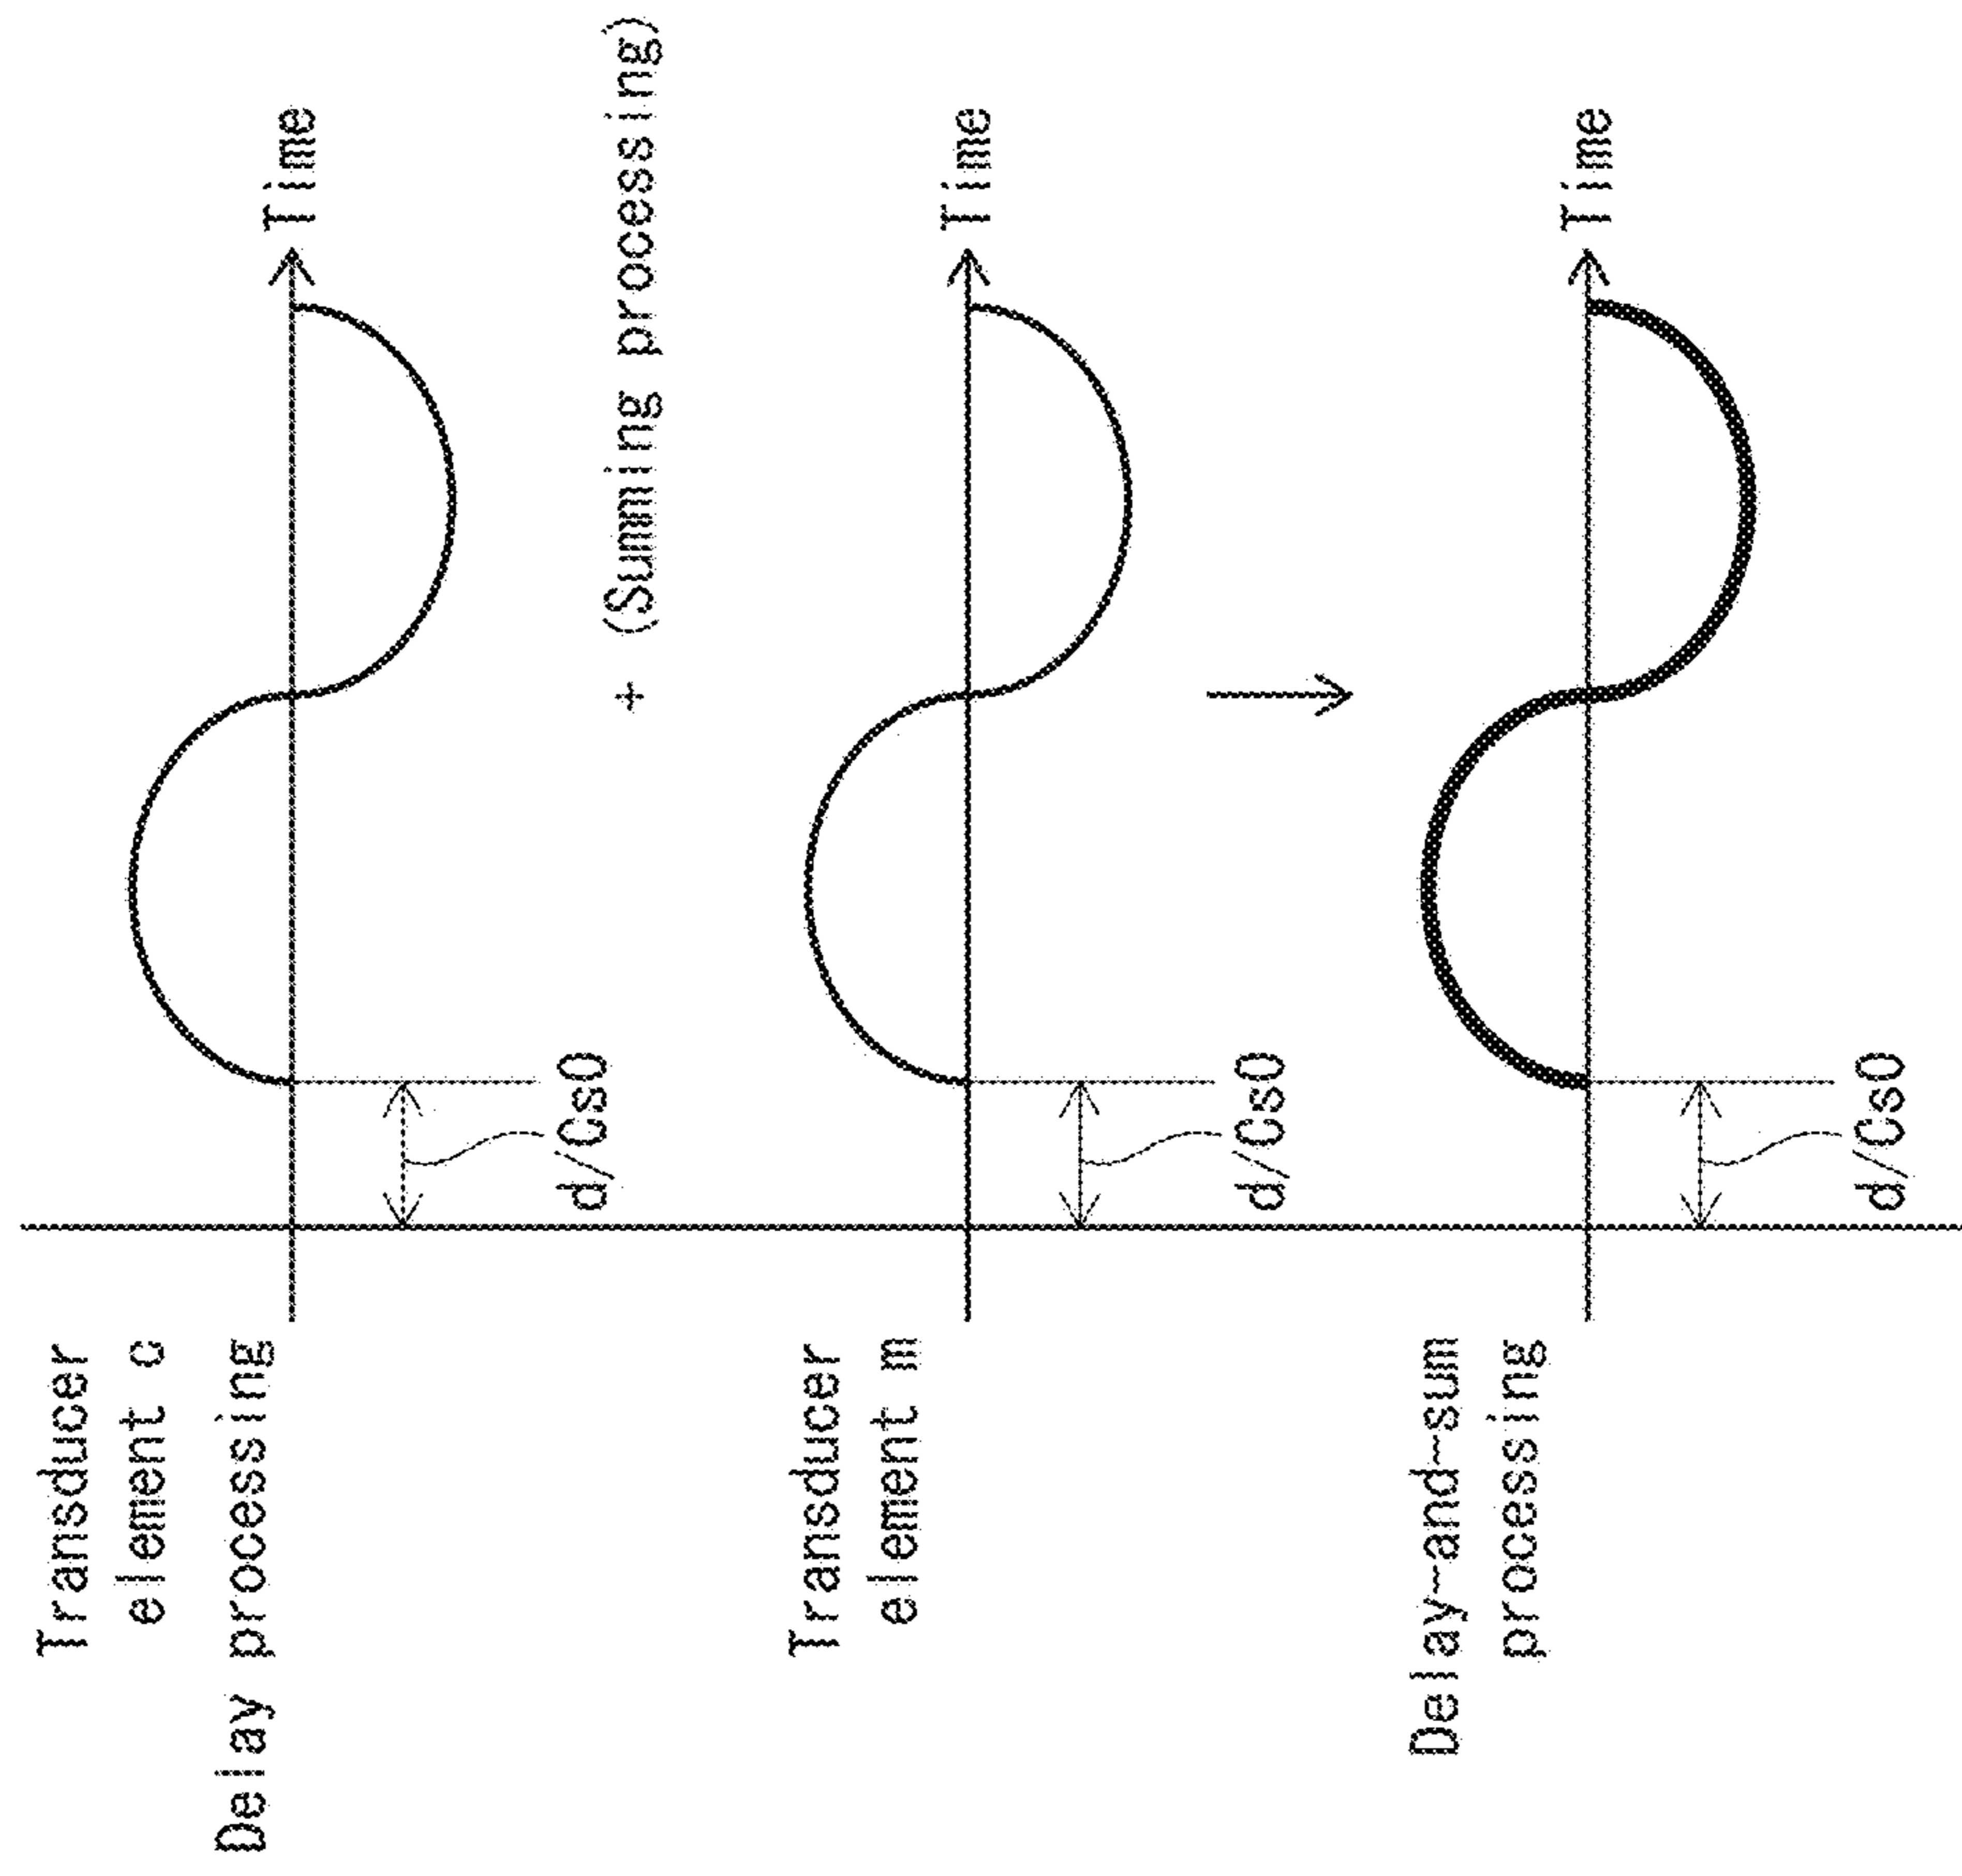 Transducer
element c
Delay processing
Time
d/Cs0
+ (Summing processing)
Transducer
element m
Time
d/Cs0
Delay-and-sum
processing
Time
d/Cs0